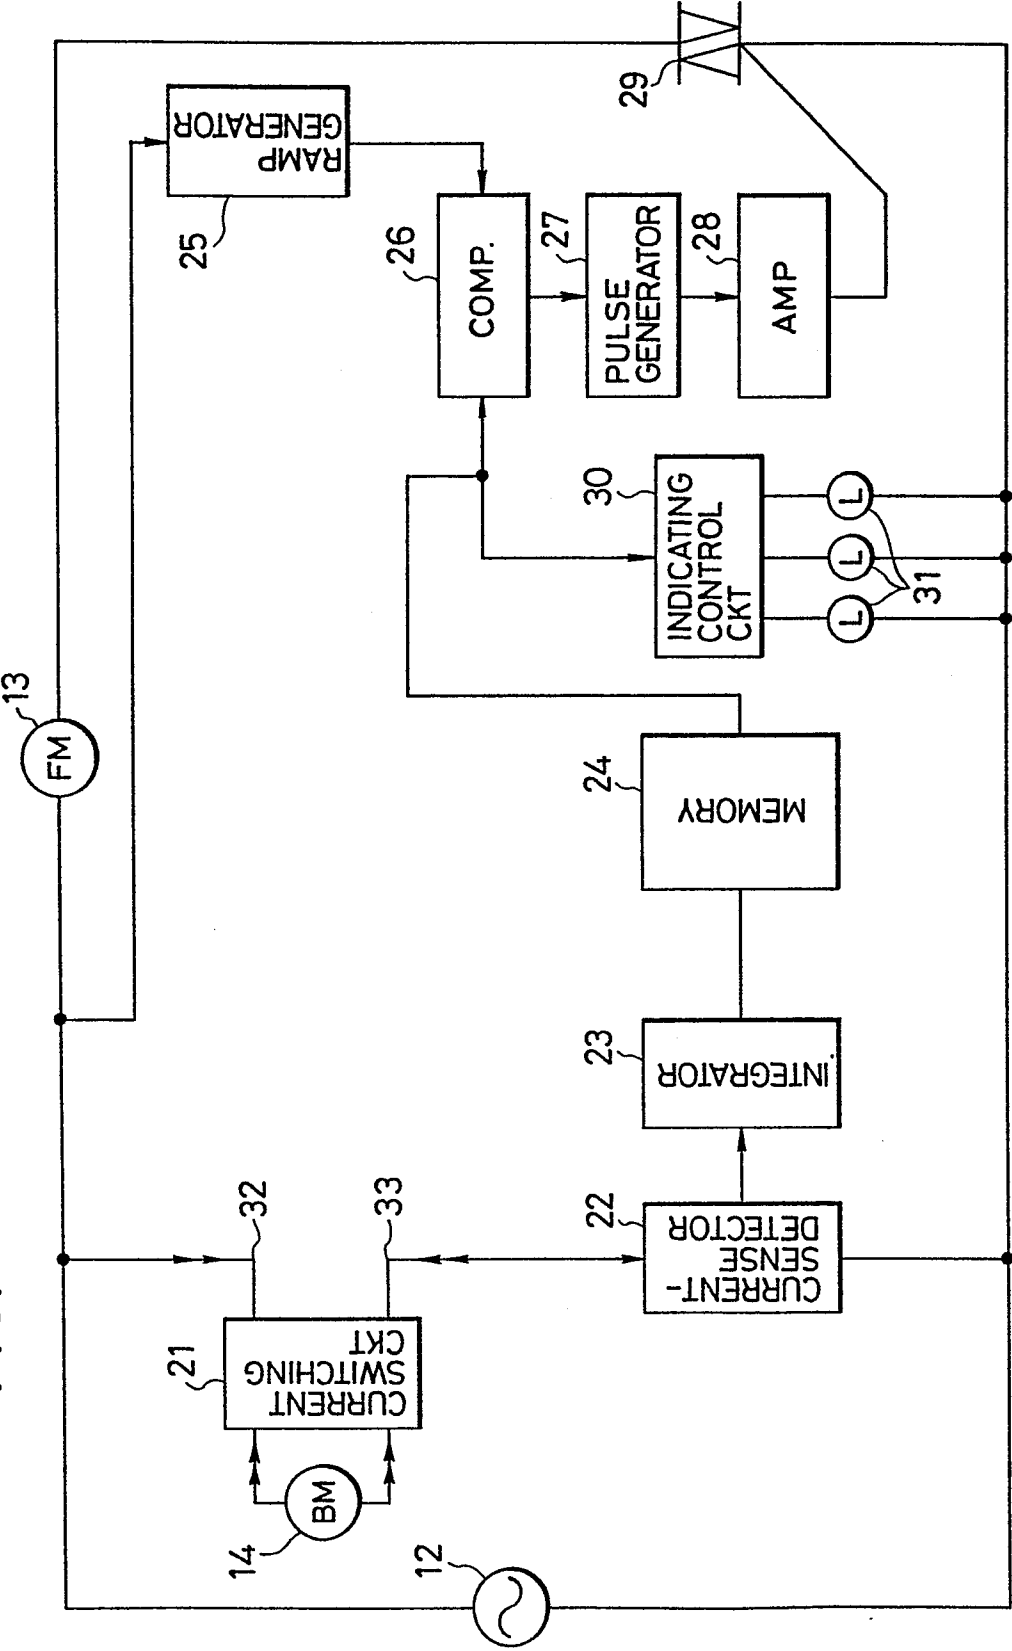 13
FM
29
RAMP
GENERATOR
25
26
COMP.
27
PULSE
GENERATOR
28
AMP
30
INDICATING
CONTROL
CKT
L
L
L
31
24
MEMORY
23
INTEGRATOR
22
CURRENT-
SENSE
DETECTOR
32
33
21
CURRENT
SWITCHING
CKT
BM
14
12